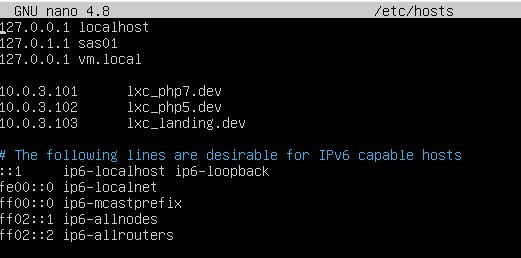 GNU nano 4.8 /etc/hosts
127.0.0.1 localhost
127.0.1.1 sas01
127.0.0.1 vm.local
10.0.3.101 lxc_php7.dev
10.0.3.102 lxc_php5.dev
10.0.3.103 lxc_landing.dev
# The following lines are desirable for IPv6 capable hosts
::1 ip6-localhost ip6-loopback
fe00::0 ip6-localnet
ff00::0 ip6-mcastprefix
ff02::1 ip6-allnodes
ff02::2 ip6-allrouters